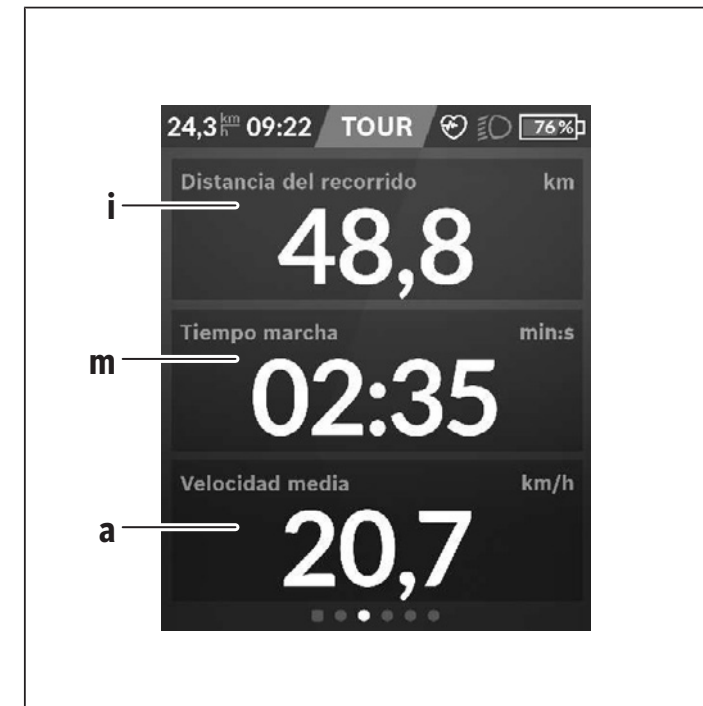 24,3 km/h 09:22 TOUR 76%
Distancia del recorrido km
i
48,8
Tiempo marcha min:s
m
02:35
Velocidad media km/h
a
20,7